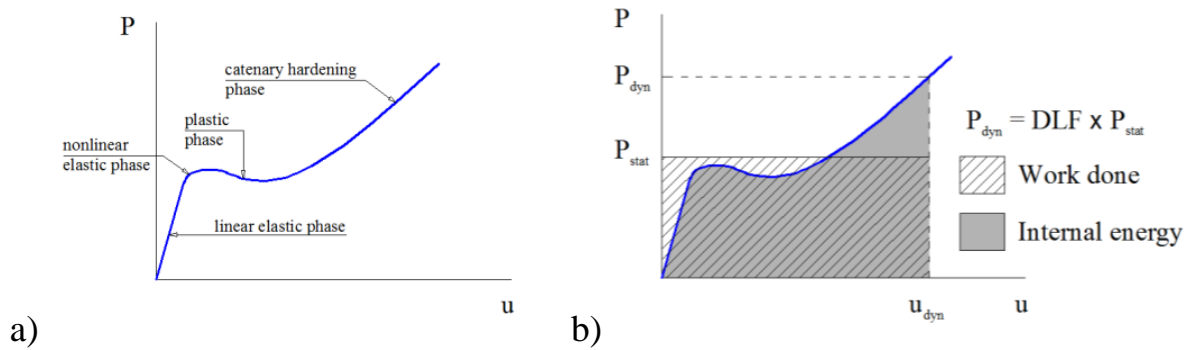 P
catenary hardening
phase
plastic
phase
nonlinear
elastic phase
linear elastic phase
u
a)
P
P dyn
P stat
P dyn = DLF x P stat
Work done
Internal energy
u dyn
u
b)